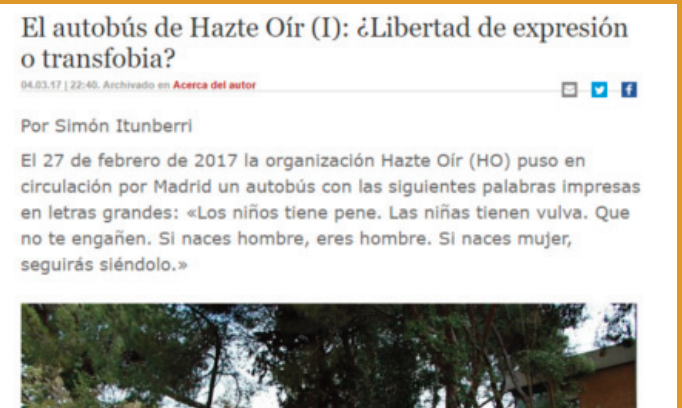 El autobús de Hazte Oír (I): ¿Libertad de expresión
o transfobia?
04.03.17 | 22:40. Archivado en Acerca del autor
Por Simón Itunberri
El 27 de febrero de 2017 la organización Hazte Oír (HO) puso en
circulación por Madrid un autobús con las siguientes palabras impresas
en letras grandes: «Los niños tiene pene. Las niñas tienen vulva. Que
no te engañen. Si naces hombre, eres hombre. Si naces mujer,
seguirás siéndolo.»